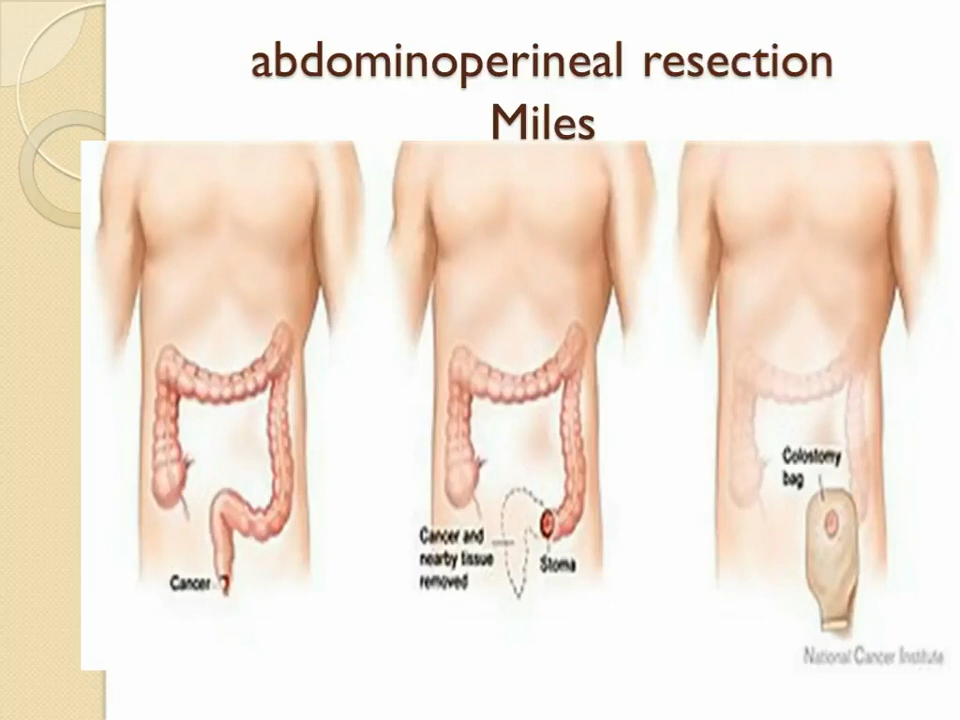 abdominoperineal resection
Miles
Colostomy
bag
Cancer and
nearby tissue
removed
Stoma
Cancer
National Cancer Institute